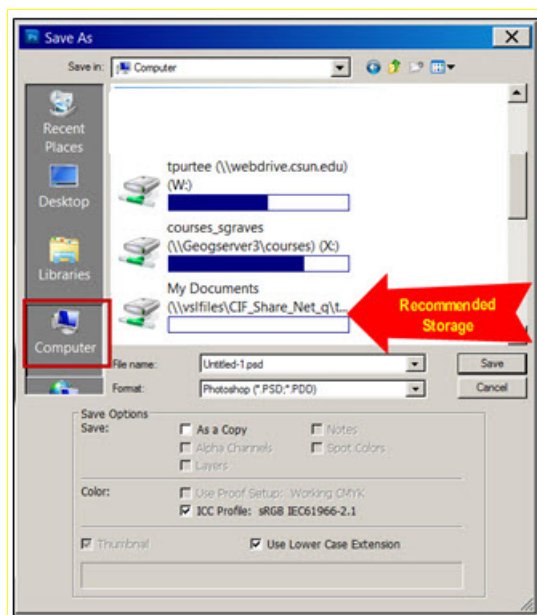 Ps Save As
Save in: Computer
Recent
Places
Desktop
Libraries
Computer
tpurtee (\\webdrive.csun.edu)
(W:)
courses_sgraves
(\\Geogserver3\courses) (X:)
My Documents
(\\vslfiles\CIF_Share_Net_q\t...
Recommended
Storage
File name: Untitled-1.psd Save
Format: Photoshop (*.PSD;*.PDD) Cancel
Save Options
Save: As a Copy Notes
Alpha Channels Spot Colors
Layers
Color: Use Proof Setup: Working CMYK
ICC Profile: sRGB IEC61966-2.1
Thumbnail Use Lower Case Extension